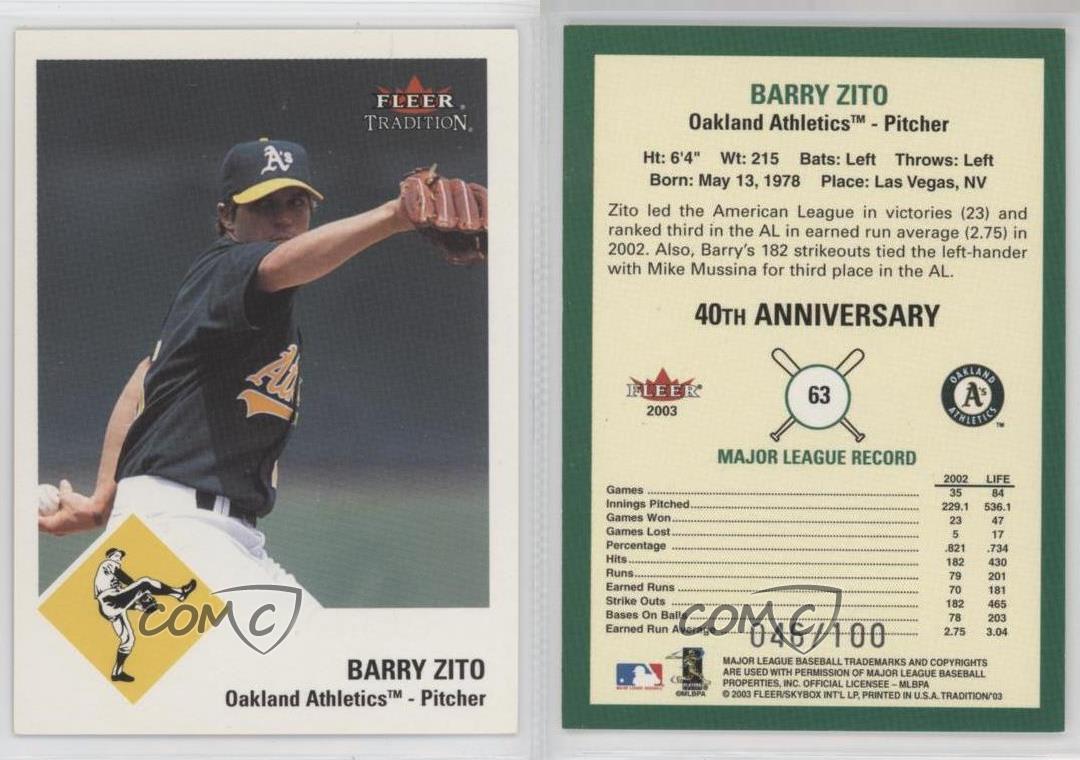 FLEER®
TRADITION®
A's
COMC
BARRY ZITO
Oakland Athletics™ - Pitcher
BARRY ZITO
Oakland Athletics™ - Pitcher
Ht: 6'4" Wt: 215 Bats: Left Throws: Left
Born: May 13, 1978 Place: Las Vegas, NV
Zito led the American League in victories (23) and
ranked third in the AL in earned run average (2.75) in
2002. Also, Barry's 182 strikeouts tied the left-hander
with Mike Mussina for third place in the AL.
40TH ANNIVERSARY
FLEER®
2003
63
OAKLAND
A's
ATHLETICS
™
MAJOR LEAGUE RECORD
2002 LIFE
Games 35 84
Innings Pitched 229.1 536.1
Games Won 23 47
Games Lost 5 17
Percentage .821 .734
Hits 182 430
Runs 79 201
Earned Runs 70 181
Strike Outs 182 465
Bases On Balls 78 203
Earned Run Average 2.75 3.04
COMC
/100
MAJOR LEAGUE BASEBALL TRADEMARKS AND COPYRIGHTS
ARE USED WITH PERMISSION OF MAJOR LEAGUE BASEBALL
PROPERTIES, INC. OFFICIAL LICENSEE – MLBPA
©MLBPA
© 2003 FLEER/SKYBOX INT'L LP, PRINTED IN U.S.A. TRADITION/'03